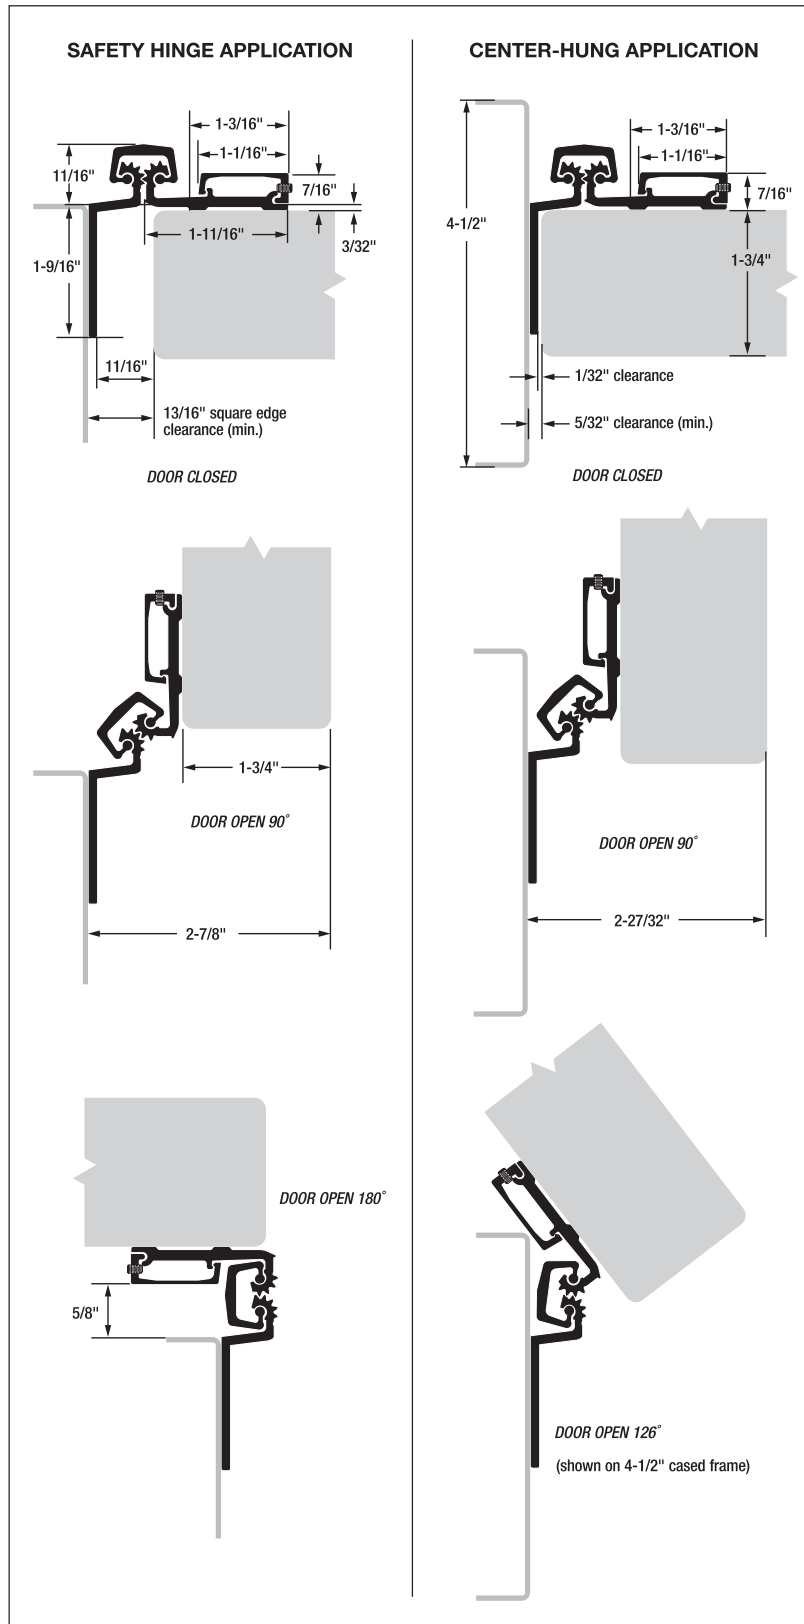 SAFETY HINGE APPLICATION
1-3/16"
1-1/16"
11/16"
7/16"
1-11/16"
3/32"
1-9/16"
11/16"
13/16" square edge
clearance (min.)
DOOR CLOSED
1-3/4"
DOOR OPEN 90°
2-7/8"
DOOR OPEN 180°
5/8"
CENTER-HUNG APPLICATION
1-3/16"
1-1/16"
7/16"
4-1/2"
1-3/4"
1/32" clearance
5/32" clearance (min.)
DOOR CLOSED
DOOR OPEN 90°
2-27/32"
DOOR OPEN 126°
(shown on 4-1/2" cased frame)